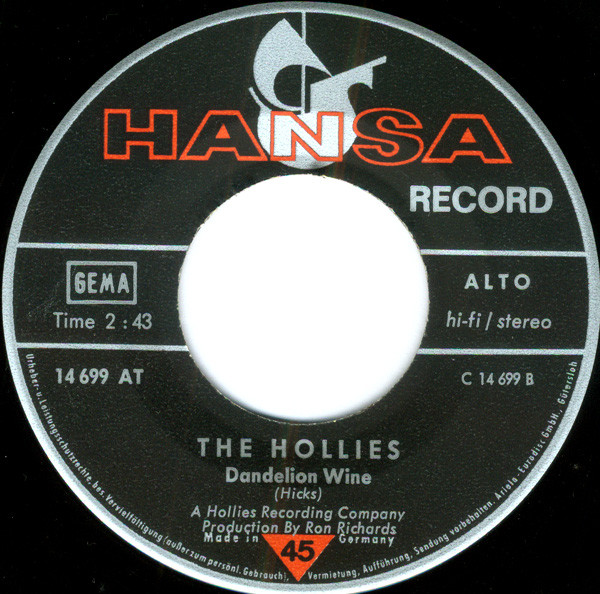 HANSA
RECORD
GEMA
ALTO
Time 2 : 43
hi-fi / stereo
14 699 AT
C 14 699 B
THE HOLLIES
Dandelion Wine
(Hicks)
A Hollies Recording Company
Production By Ron Richards
Made in Germany
45
Urheber- u. Leistungsschutzrechte, bes. Vervielfältigung (außer zum persönl. Gebrauch), Vermietung, Aufführung, Sendung vorbehalten. Ariola-Eurodisc GmbH., Gütersloh